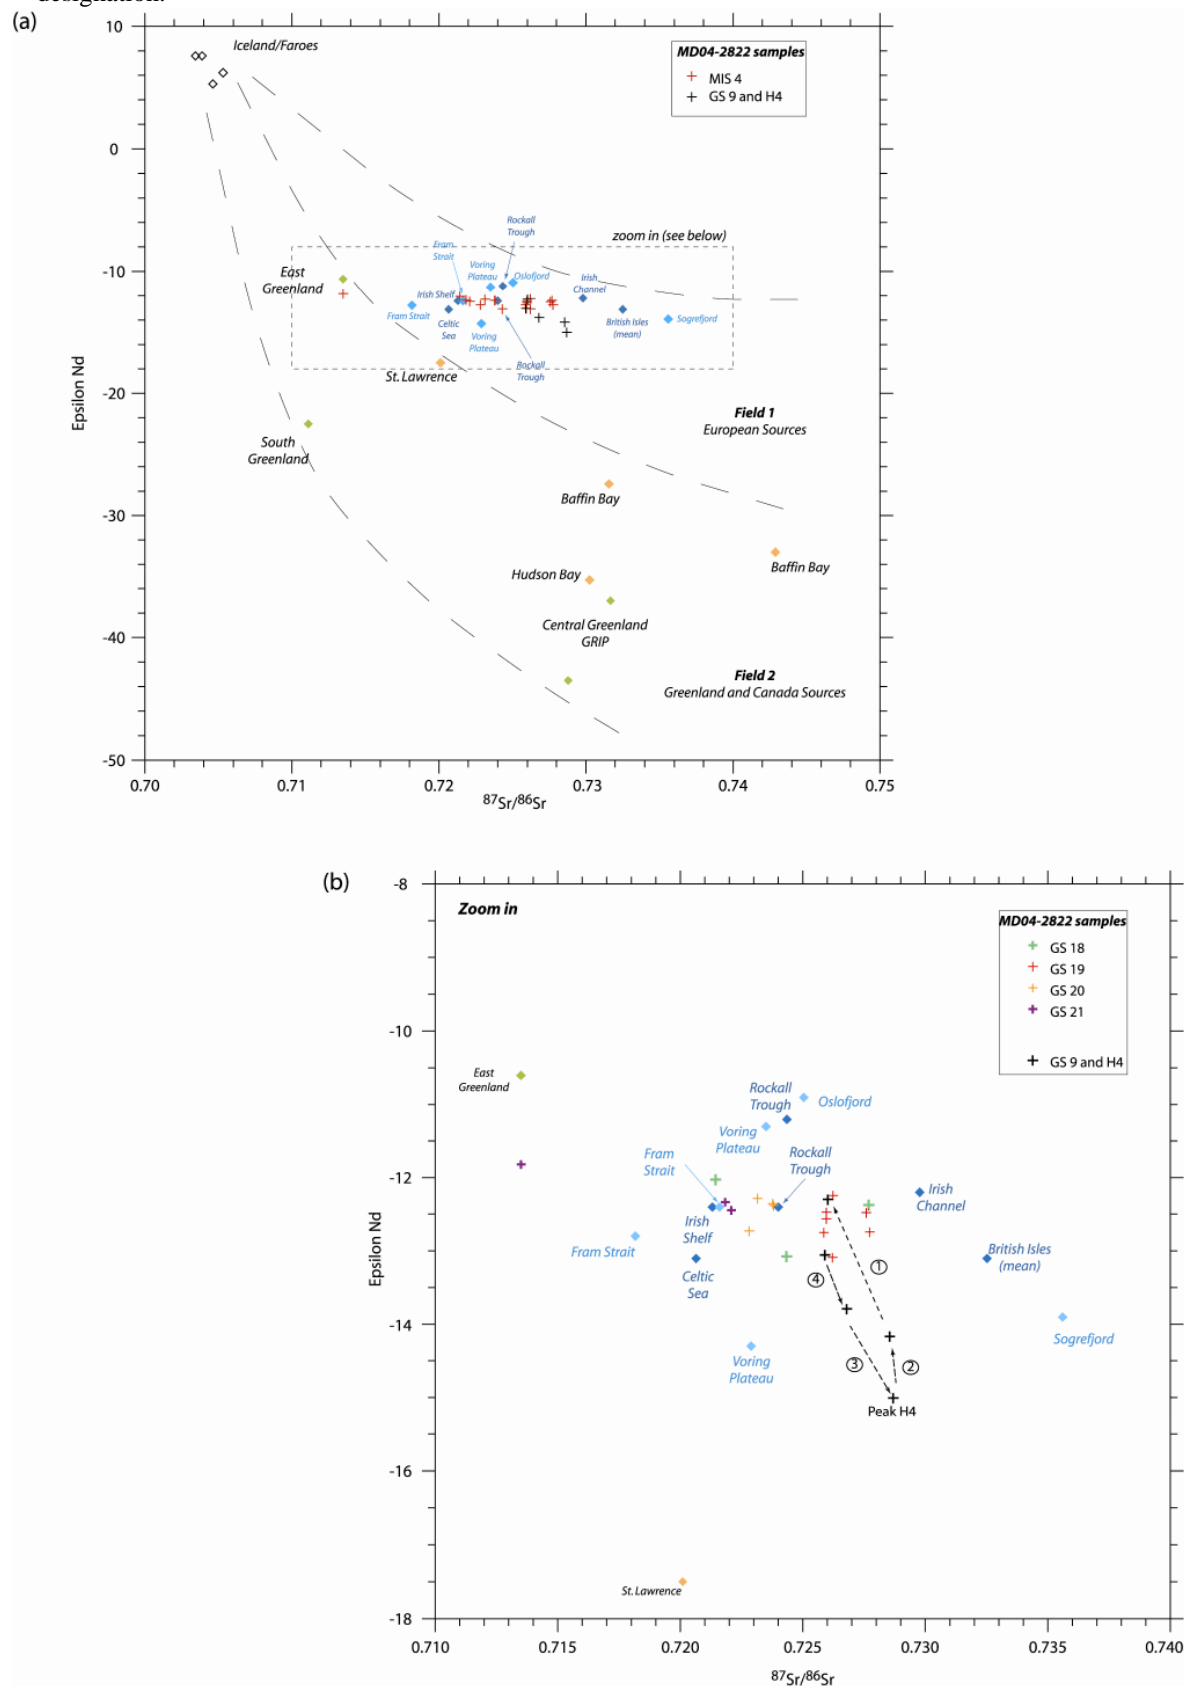 designation.
(a)
10
0
-10
-20
-30
-40
-50
Epsilon Nd
Iceland/Faroes
MD04-2822 samples
MIS 4
GS 9 and H4
zoom in (see below)
Rockall
Trough
Fram
Strait
Voring
Plateau
Oslofjord
East
Greenland
Irish Shelf
Irish
Channel
Fram Strait
Celtic
Sea
Voring
Plateau
British Isles
(mean)
Sogrefjord
Rockall
Trough
St. Lawrence
Field 1
European Sources
South
Greenland
Baffin Bay
Baffin Bay
Hudson Bay
Central Greenland
GRIP
Field 2
Greenland and Canada Sources
0.70
0.71
0.72
0.73
0.74
0.75
87Sr/86Sr
(b)
-8
-10
-12
-14
-16
-18
Epsilon Nd
Zoom in
MD04-2822 samples
GS 18
GS 19
GS 20
GS 21
GS 9 and H4
East
Greenland
Rockall
Trough
Oslofjord
Voring
Plateau
Fram
Strait
Rockall
Trough
Irish
Shelf
Irish
Channel
Fram Strait
Celtic
Sea
British Isles
(mean)
1
4
Sogrefjord
Voring
Plateau
3
2
Peak H4
St. Lawrence
0.710
0.715
0.720
0.725
0.730
0.735
0.740
87Sr/86Sr